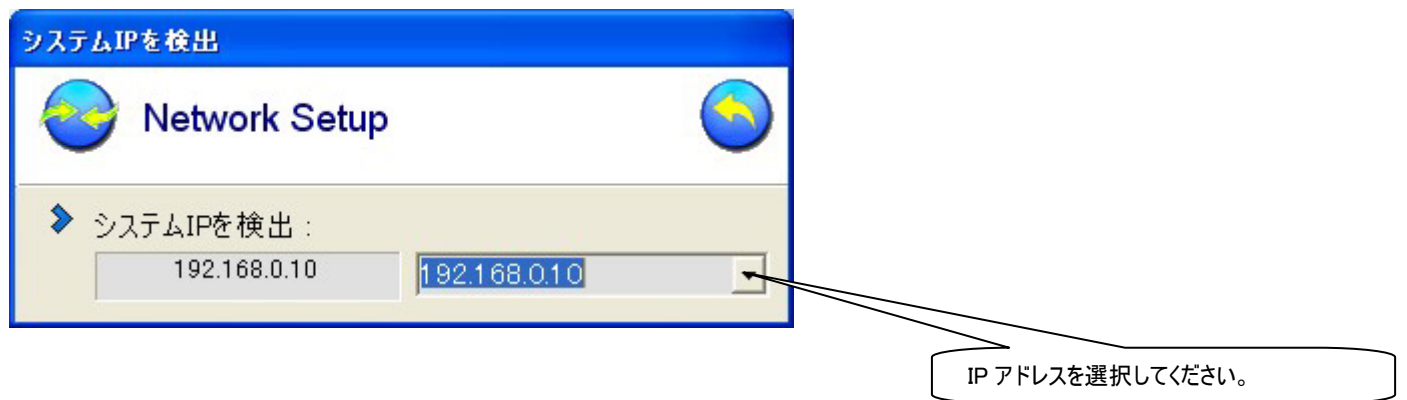 システムIPを検出
Network Setup
システムIPを検出 :
192.168.0.10
192.168.0.10
IP アドレスを選択してください。